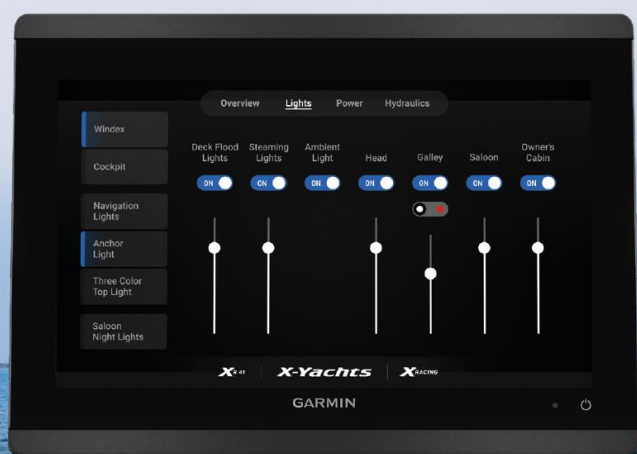 Overview Lights Power Hydraulics
Windex
Cockpit
Navigation
Lights
Anchor
Light
Three Color
Top Light
Saloon
Night Lights
Deck Flood
Lights
Steaming
Lights
Ambient
Light
Head
Galley
Saloon
Owner's
Cabin
ON ON ON ON ON ON ON
XR 41 X-Yachts XRACING
GARMIN